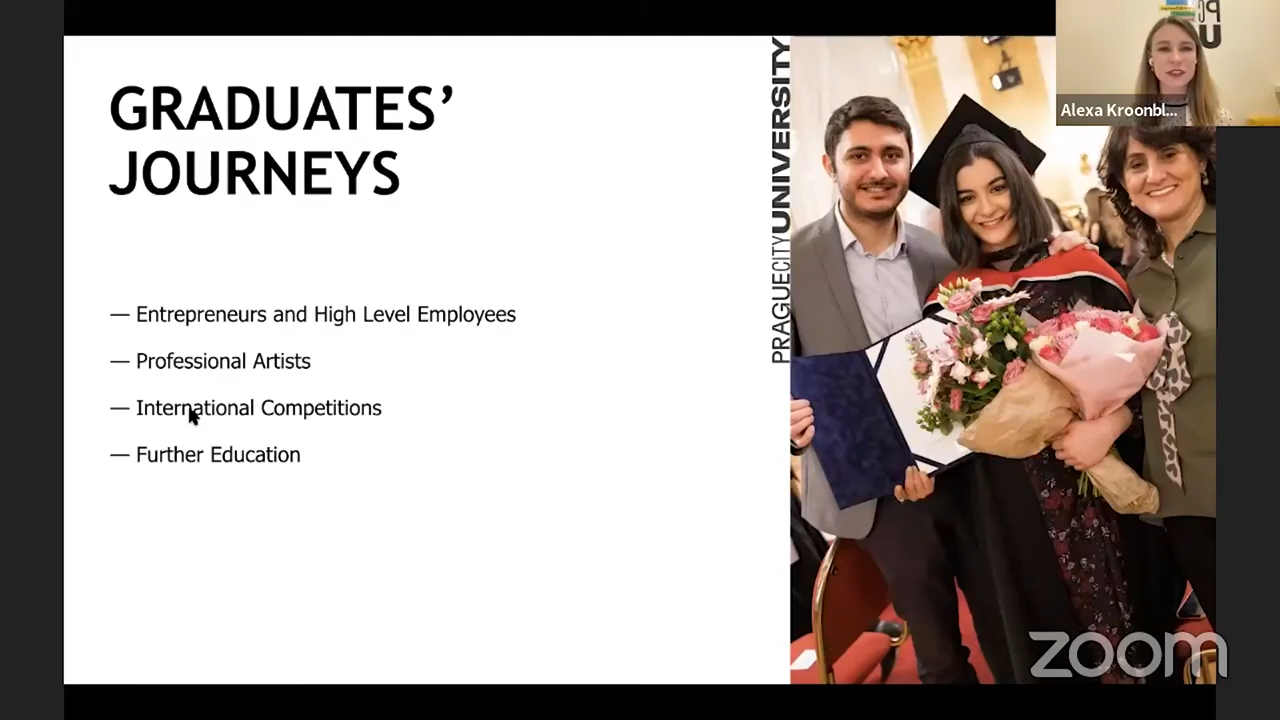 GRADUATES'
JOURNEYS
— Entrepreneurs and High Level Employees
— Professional Artists
— International Competitions
— Further Education
PRAGUECITYUNIVERSITY
Alexa Kroonbl...
zoom